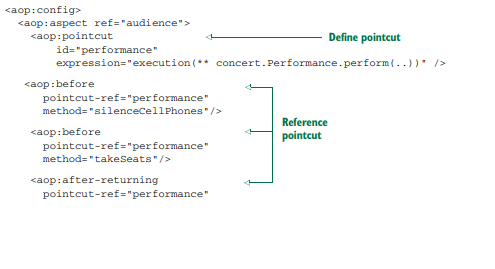 <aop:config>
<aop:aspect ref="audience">
<aop:pointcut
Define pointcut
id="performance"
expression="execution(** concert.Performance.perform(..))" />
<aop:before
pointcut-ref="performance"
method="silenceCellPhones"/>
<aop:before
pointcut-ref="performance"
method="takeSeats"/>
Reference
pointcut
<aop:after-returning
pointcut-ref="performance"